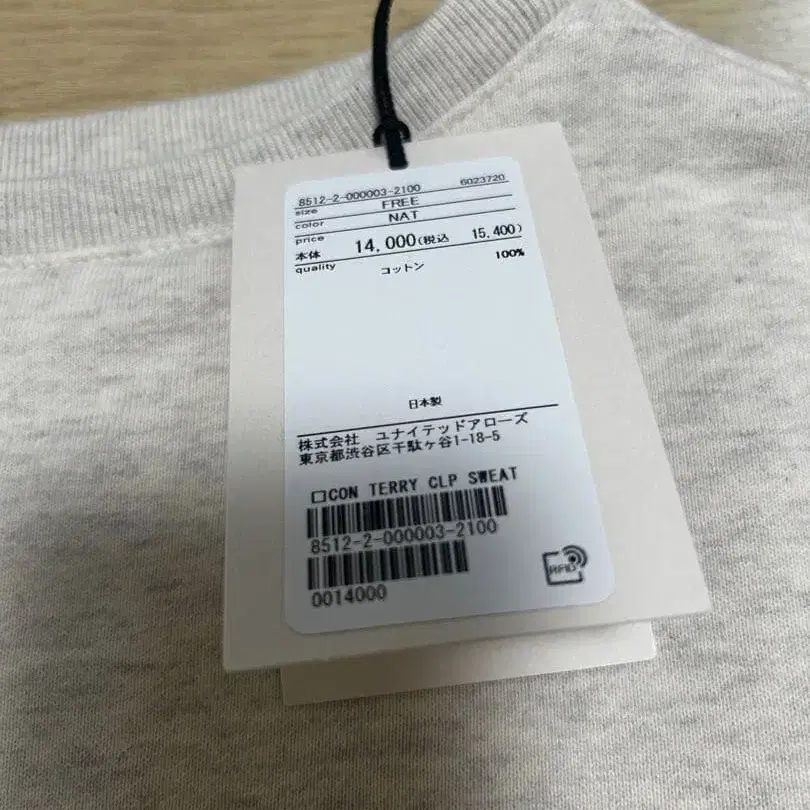 8512-2-000003-2100 6023720
size FREE
color NAT
price
本体 14,000(税込 15,400)
quality コットン 100%
日本製
株式会社 ユナイテッドアローズ
東京都渋谷区千駄ヶ谷1-18-5
□CON TERRY CLP SWEAT
8512-2-000003-2100
0014000
RFID